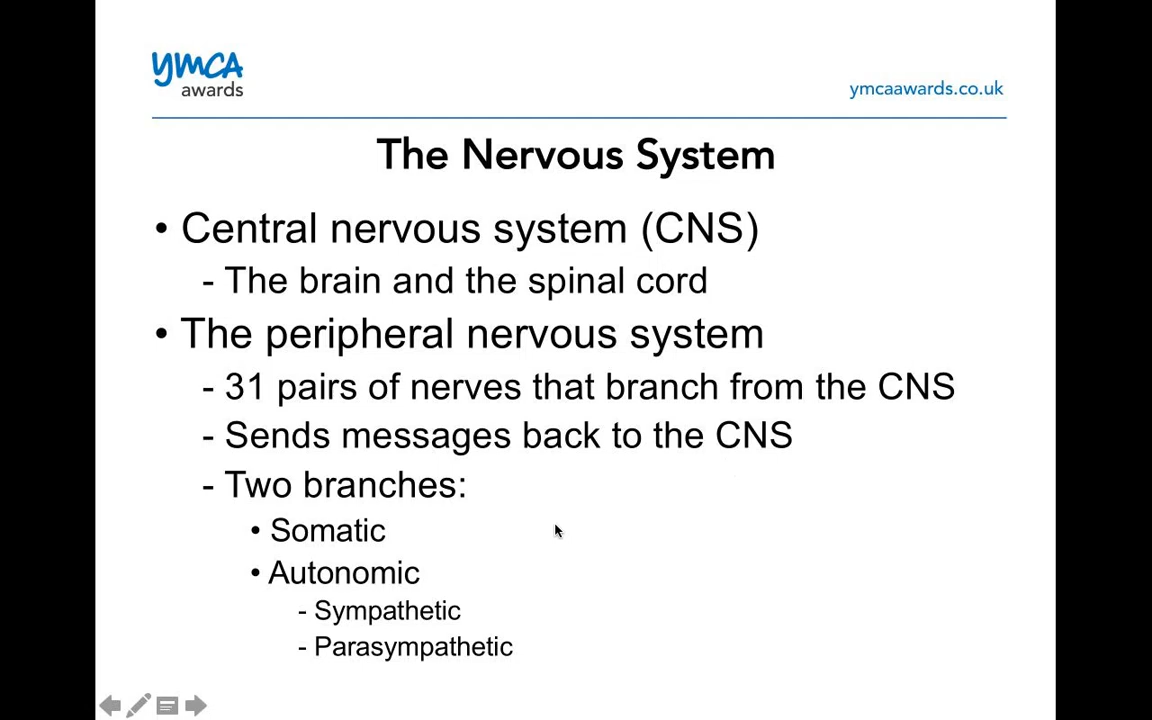 ymca
awards
ymcaawards.co.uk
The Nervous System
• Central nervous system (CNS)
- The brain and the spinal cord
• The peripheral nervous system
- 31 pairs of nerves that branch from the CNS
- Sends messages back to the CNS
- Two branches:
• Somatic
• Autonomic
- Sympathetic
- Parasympathetic